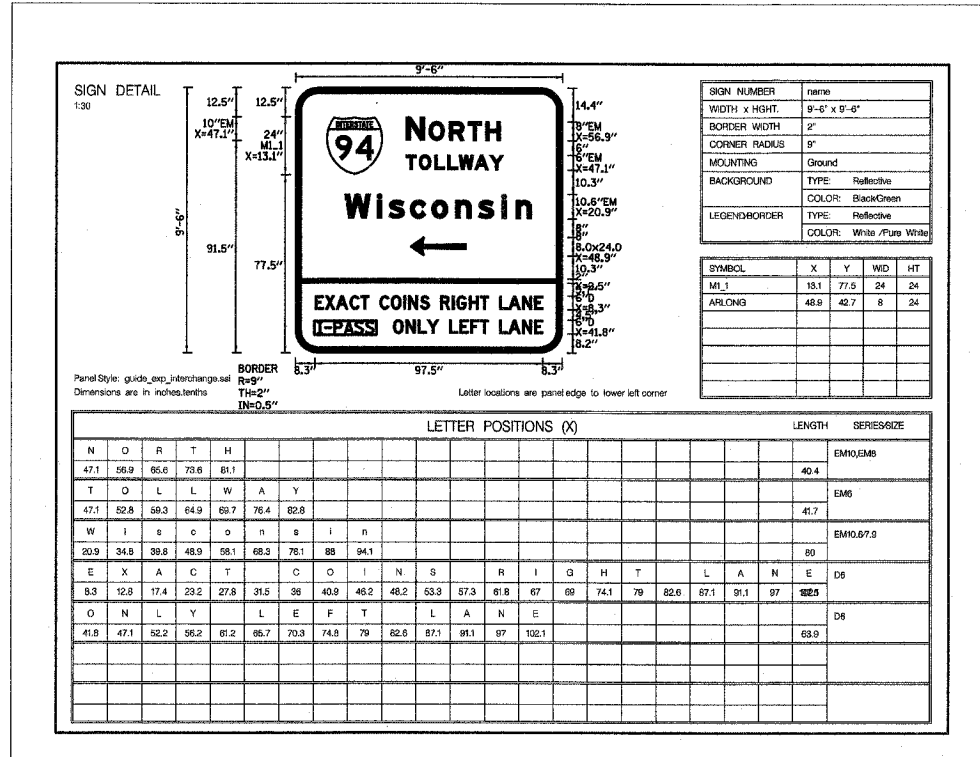 SIGN DETAIL
1:30
9'-6"
12.5"
12.5"
10"EM
X=47.1"
24"
M1_1
X=13.1"
9'-6"
91.5"
77.5"
INTERSTATE
94
NORTH
TOLLWAY
Wisconsin
EXACT COINS RIGHT LANE
I-PASS ONLY LEFT LANE
14.4"
8"EM
X=56.9"
6"
6"EM
X=47.1"
10.3"
10.6"EM
X=20.9"
8"
8.0x24.0
X=48.9"
10.3"
6"D
X=8.3"
6"D
X=41.8"
8.2"
8.3"
97.5"
8.3"
BORDER
R=9"
TH=2"
IN=0.5"
Panel Style: guide_exp_interchange.ssi
Dimensions are in inches.tenths
Letter locations are panel edge to lower left corner
SIGN NUMBER name
WIDTH x HGHT. 9'-6" x 9'-6"
BORDER WIDTH 2"
CORNER RADIUS 9"
MOUNTING Ground
BACKGROUND TYPE: Reflective
COLOR: Black/Green
LEGEND/BORDER TYPE: Reflective
COLOR: White /Pure White
SYMBOL X Y WID HT
M1_1 13.1 77.5 24 24
ARLONG 48.9 42.7 8 24
LETTER POSITIONS (X) LENGTH SERIES/SIZE
N O R T H EM10,EM8
47.1 56.9 65.6 73.6 81.1 40.4
T O L L W A Y EM6
47.1 52.8 59.3 64.9 69.7 76.4 82.8 41.7
W i s c o n s i n EM10.6/7.9
20.9 34.8 39.8 48.9 58.1 68.3 78.1 88 94.1 80
E X A C T C O I N S R I G H T L A N E D6
8.3 12.8 17.4 23.2 27.8 31.5 36 40.9 46.2 48.2 53.3 57.3 61.8 67 69 74.1 79 82.6 87.1 91.1 97
O N L Y L E F T L A N E D6
41.8 47.1 52.2 56.2 61.2 65.7 70.3 74.8 79 82.6 87.1 91.1 97 102.1 63.9